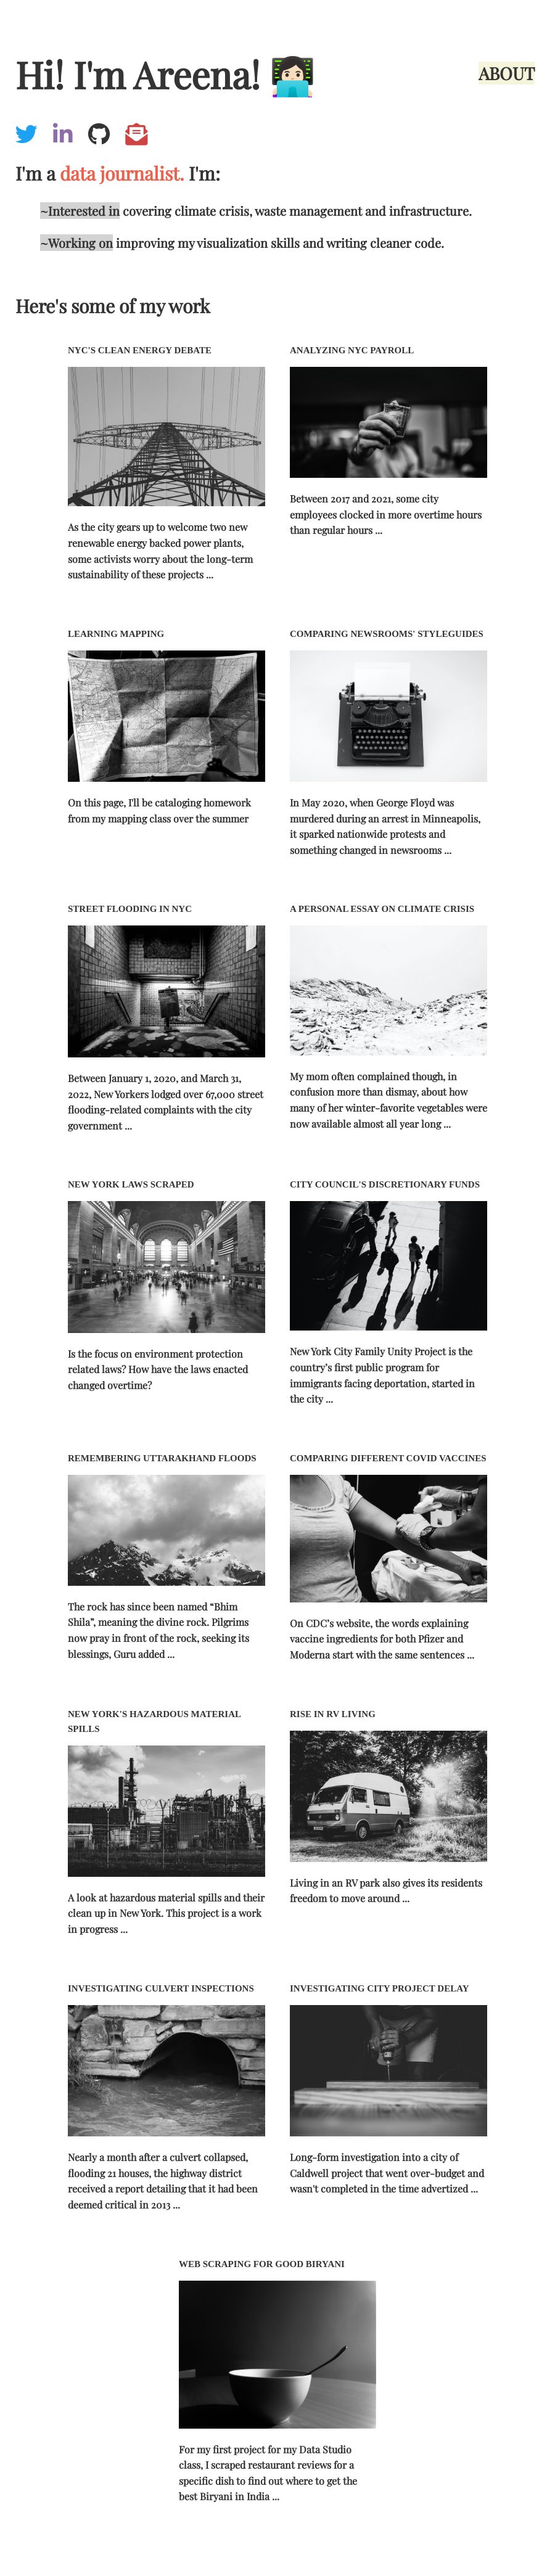 Hi! I'm Areena! 👩🏻‍💻
ABOUT
I'm a data journalist. I'm:
~Interested in covering climate crisis, waste management and infrastructure.
~Working on improving my visualization skills and writing cleaner code.
Here's some of my work
NYC'S CLEAN ENERGY DEBATE
As the city gears up to welcome two new
renewable energy backed power plants,
some activists worry about the long-term
sustainability of these projects ...
ANALYZING NYC PAYROLL
Between 2017 and 2021, some city
employees clocked in more overtime hours
than regular hours ...
LEARNING MAPPING
On this page, I'll be cataloging homework
from my mapping class over the summer
COMPARING NEWSROOMS' STYLEGUIDES
In May 2020, when George Floyd was
murdered during an arrest in Minneapolis,
it sparked nationwide protests and
something changed in newsrooms ...
STREET FLOODING IN NYC
Between January 1, 2020, and March 31,
2022, New Yorkers lodged over 67,000 street
flooding-related complaints with the city
government ...
A PERSONAL ESSAY ON CLIMATE CRISIS
My mom often complained though, in
confusion more than dismay, about how
many of her winter-favorite vegetables were
now available almost all year long ...
NEW YORK LAWS SCRAPED
Is the focus on environment protection
related laws? How have the laws enacted
changed overtime?
CITY COUNCIL'S DISCRETIONARY FUNDS
New York City Family Unity Project is the
country's first public program for
immigrants facing deportation, started in
the city ...
REMEMBERING UTTARAKHAND FLOODS
The rock has since been named “Bhim
Shila”, meaning the divine rock. Pilgrims
now pray in front of the rock, seeking its
blessings, Guru added ...
COMPARING DIFFERENT COVID VACCINES
On CDC’s website, the words explaining
vaccine ingredients for both Pfizer and
Moderna start with the same sentences ...
NEW YORK'S HAZARDOUS MATERIAL
SPILLS
A look at hazardous material spills and their
clean up in New York. This project is a work
in progress ...
RISE IN RV LIVING
Living in an RV park also gives its residents
freedom to move around ...
INVESTIGATING CULVERT INSPECTIONS
Nearly a month after a culvert collapsed,
flooding 21 houses, the highway district
received a report detailing that it had been
deemed critical in 2013 ...
INVESTIGATING CITY PROJECT DELAY
Long-form investigation into a city of
Caldwell project that went over-budget and
wasn't completed in the time advertized ...
WEB SCRAPING FOR GOOD BIRYANI
For my first project for my Data Studio
class, I scraped restaurant reviews for a
specific dish to find out where to get the
best Biryani in India ...